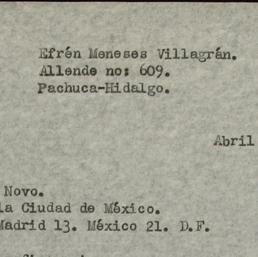 Efrén Meneses Villagrán.
Allende no: 609.
Pachuca-Hidalgo.
Abril
Novo.
la Ciudad de México.
Madrid 13. México 21. D.F.